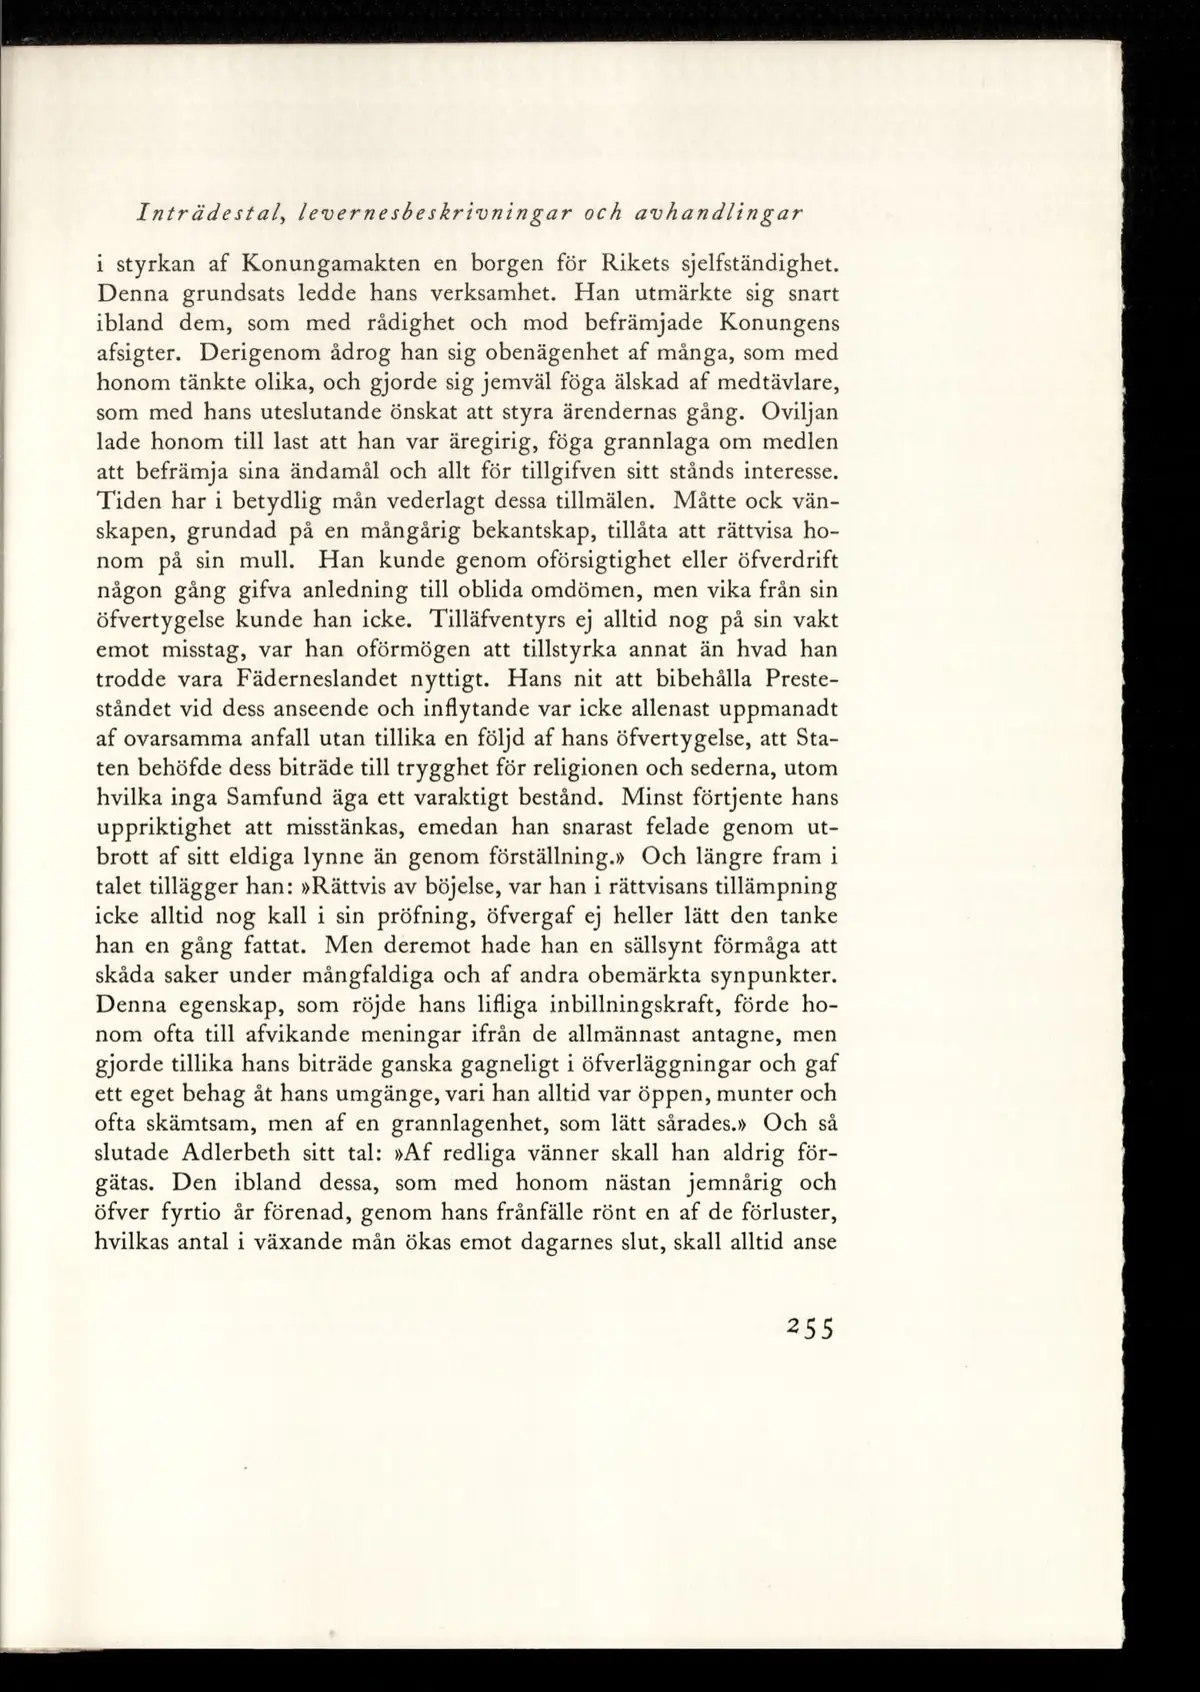 Inträdestal, levernesbeskrivningar och avhandlingar
i styrkan af Konungamakten en borgen för Rikets sjelfständighet.
Denna grundsats ledde hans verksamhet. Han utmärkte sig snart
ibland dem, som med rådighet och mod befrämjade Konungens
afsigter. Derigenom ådrog han sig obenägenhet af många, som med
honom tänkte olika, och gjorde sig jemväl föga älskad af medtävlare,
som med hans uteslutande önskat att styra ärendernas gång. Oviljan
lade honom till last att han var äregirig, föga grannlaga om medlen
att befrämja sina ändamål och allt för tillgifven sitt stånds interesse.
Tiden har i betydlig mån vederlagt dessa tillmälen. Måtte ock vän-
skapen, grundad på en mångårig bekantskap, tillåta att rättvisa ho-
nom på sin mull. Han kunde genom oförsigtighet eller öfverdrift
någon gång gifva anledning till oblida omdömen, men vika från sin
öfvertygelse kunde han icke. Tilläfventyrs ej alltid nog på sin vakt
emot misstag, var han oförmögen att tillstyrka annat än hvad han
trodde vara Fäderneslandet nyttigt. Hans nit att bibehålla Preste-
ståndet vid dess anseende och inflytande var icke allenast uppmanadt
af ovarsamma anfall utan tillika en följd af hans öfvertygelse, att Sta-
ten behöfde dess biträde till trygghet för religionen och sederna, utom
hvilka inga Samfund äga ett varaktigt bestånd. Minst förtjente hans
uppriktighet att misstänkas, emedan han snarast felade genom ut-
brott af sitt eldiga lynne än genom förställning.» Och längre fram i
talet tillägger han: »Rättvis av böjelse, var han i rättvisans tillämpning
icke alltid nog kall i sin pröfning, öfvergaf ej heller lätt den tanke
han en gång fattat. Men deremot hade han en sällsynt förmåga att
skåda saker under mångfaldiga och af andra obemärkta synpunkter.
Denna egenskap, som röjde hans lifliga inbillningskraft, förde ho-
nom ofta till afvikande meningar ifrån de allmännast antagne, men
gjorde tillika hans biträde ganska gagneligt i öfverläggningar och gaf
ett eget behag åt hans umgänge, vari han alltid var öppen, munter och
ofta skämtsam, men af en grannlagenhet, som lätt sårades.» Och så
slutade Adlerbeth sitt tal: »Af redliga vänner skall han aldrig för-
gätas. Den ibland dessa, som med honom nästan jemnårig och
öfver fyrtio år förenad, genom hans frånfälle rönt en af de förluster,
hvilkas antal i växande mån ökas emot dagarnes slut, skall alltid anse
255